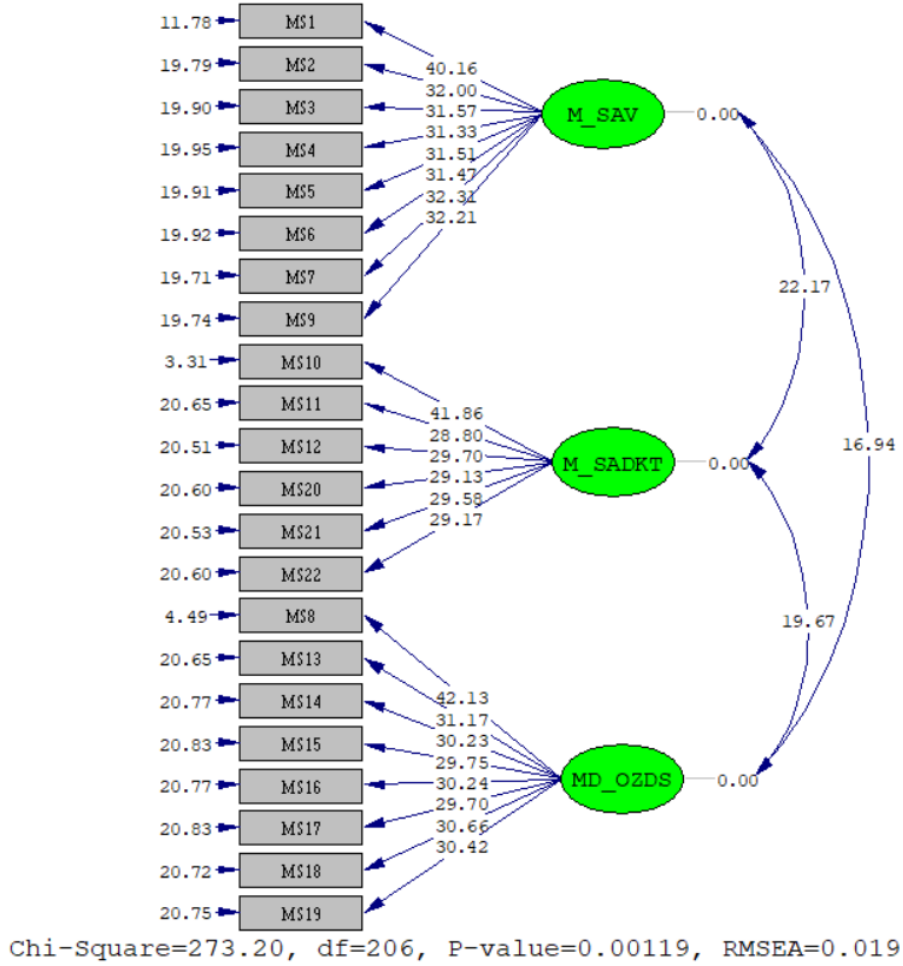 11.78 MS1
40.16
19.79 MS2
32.00
19.90 MS3
31.57
M_SAV 0.00
19.95 MS4
31.33
19.91 MS5
31.51
31.47
19.92 MS6
32.31
32.21
19.71 MS7
22.17
19.74 MS9
3.31 MS10
41.86
20.65 MS11
28.80
20.51 MS12
29.70
M_SADKT 0.00
16.94
20.60 MS20
29.13
29.58
20.53 MS21
29.17
20.60 MS22
4.49 MS8
19.67
20.65 MS13
42.13
20.77 MS14
31.17
30.23
20.83 MS15
29.75
20.77 MS16
30.24
MD_OZDS 0.00
29.70
20.83 MS17
30.66
30.42
20.72 MS18
20.75 MS19
Chi-Square=273.20, df=206, P-value=0.00119, RMSEA=0.019